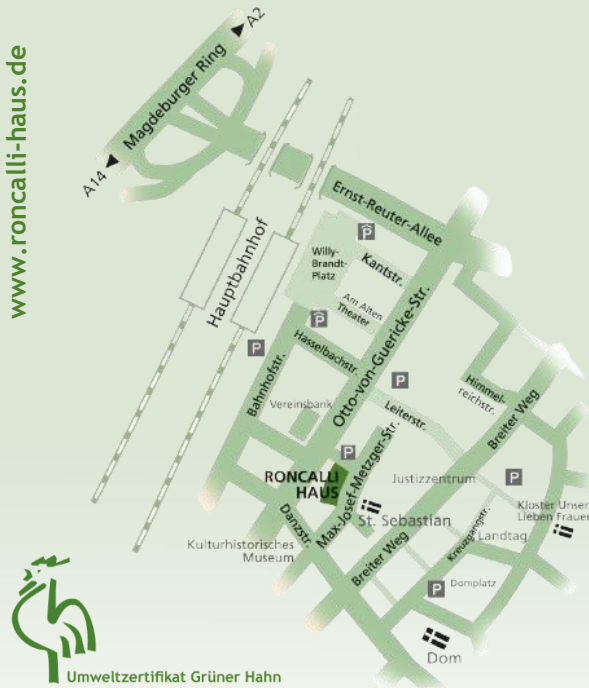 www.roncalli-haus.de
A2
Magdeburger Ring
A14
Ernst-Reuter-Allee
Hauptbahnhof
P
Willy-
Brandt-
Platz
Kantstr.
Am Alten
Theater
P
Otto-von-Guericke-Str.
Hasselbachstr.
P
Bahnhofstr.
P
Himmel-
reichstr.
Vereinsbank
Leiterstr.
Breiter Weg
P
RONCALLI
HAUS
Max-Josef-Metzger-Str.
Justizzentrum
P
Danzstr.
St. Sebastian
Kloster Unser
Lieben Frauen
Kreuzgangstr.
Landtag
Kulturhistorisches
Museum
Breiter Weg
P
Domplatz
Dom
Umweltzertifikat Grüner Hahn